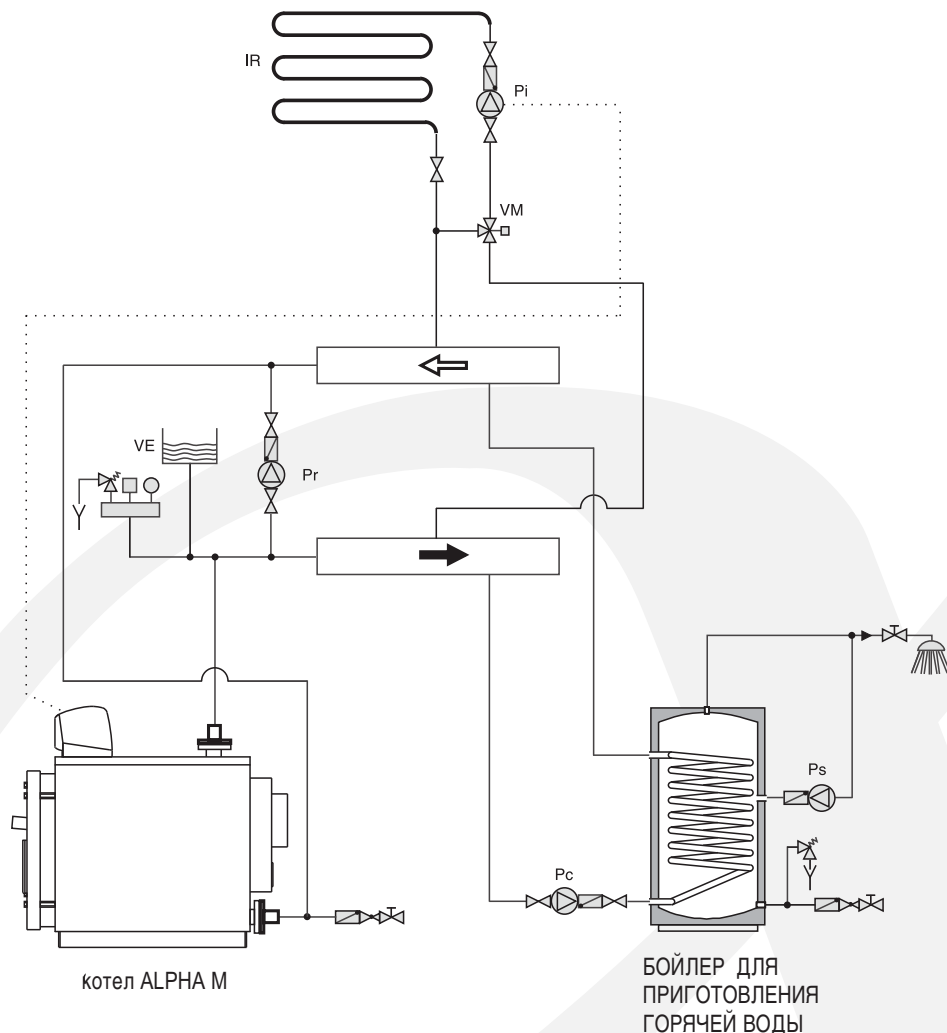 IR
Pi
VM
VE
Pr
Ps
Pc
котел ALPHA M
БОЙЛЕР ДЛЯ
ПРИГОТОВЛЕНИЯ
ГОРЯЧЕЙ ВОДЫ